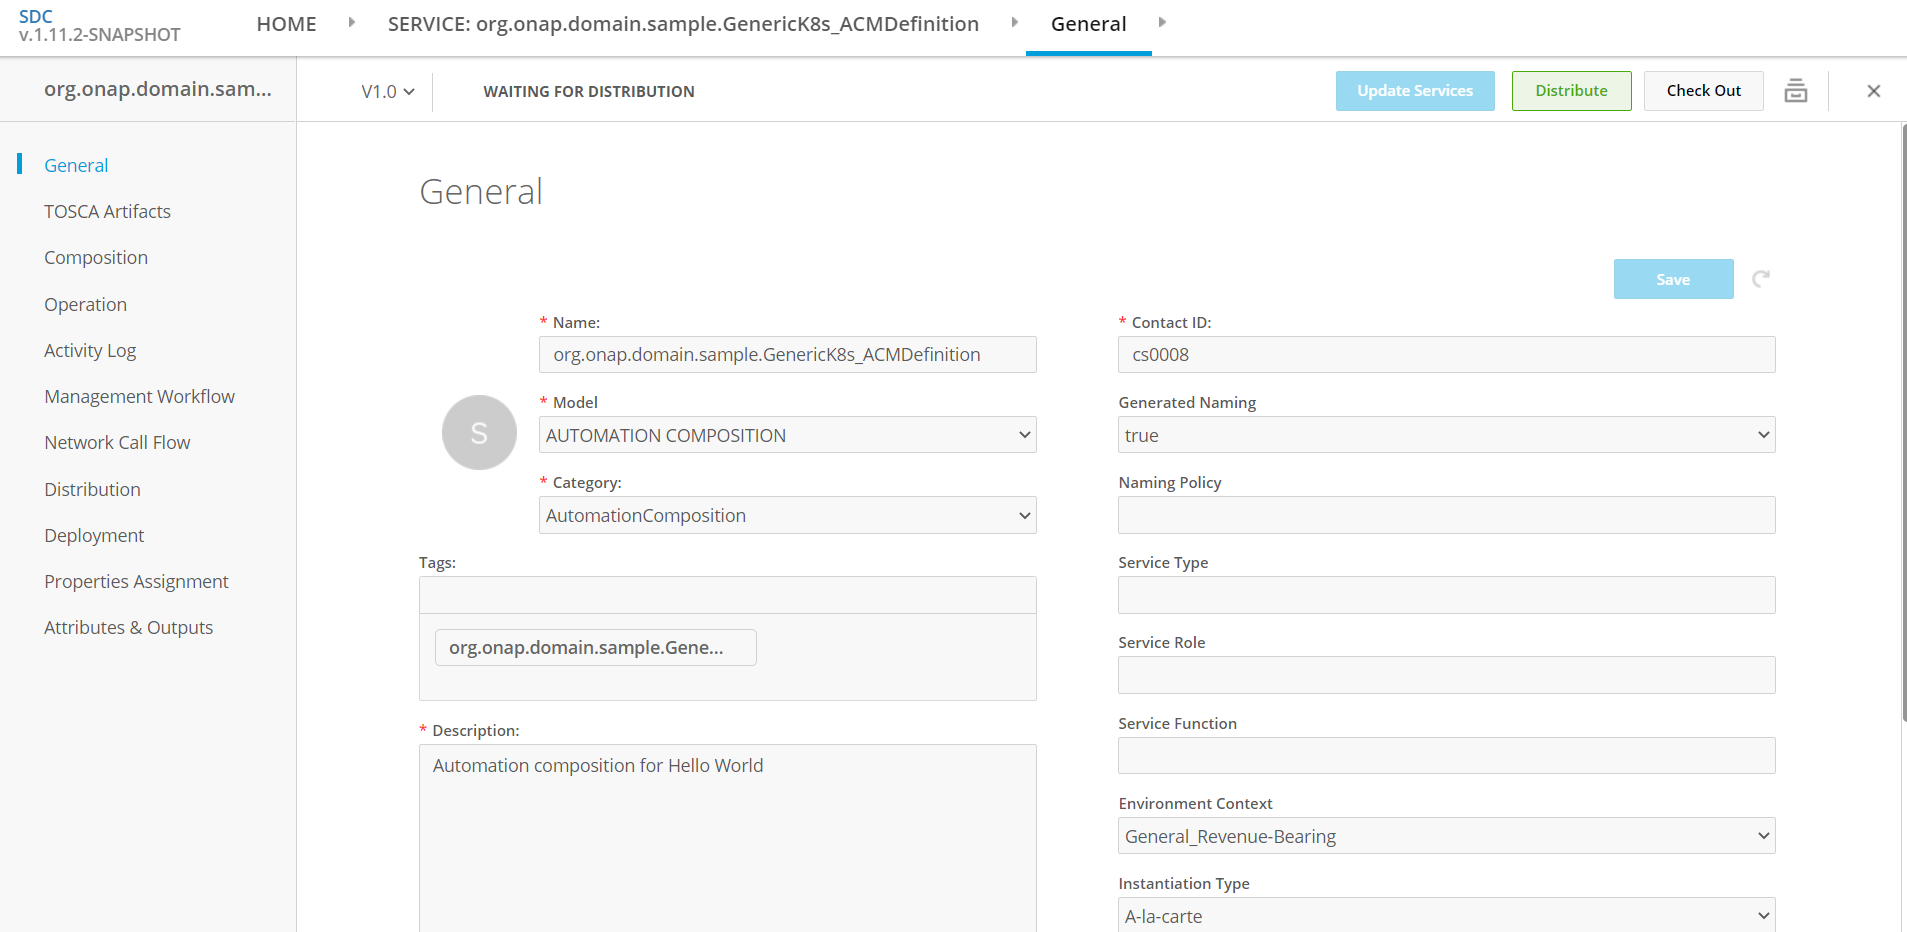 SDC
v.1.11.2-SNAPSHOT
HOME
SERVICE: org.onap.domain.sample.GenericK8s_ACMDefinition
General
org.onap.domain.sam...
V1.0
WAITING FOR DISTRIBUTION
Update Services
Distribute
Check Out
General
TOSCA Artifacts
Composition
Operation
Activity Log
Management Workflow
Network Call Flow
Distribution
Deployment
Properties Assignment
Attributes & Outputs
General
Save
S
* Name:
org.onap.domain.sample.GenericK8s_ACMDefinition
* Model
AUTOMATION COMPOSITION
* Category:
AutomationComposition
Tags:
org.onap.domain.sample.Gene...
* Description:
Automation composition for Hello World
* Contact ID:
cs0008
Generated Naming
true
Naming Policy
Service Type
Service Role
Service Function
Environment Context
General_Revenue-Bearing
Instantiation Type
A-la-carte